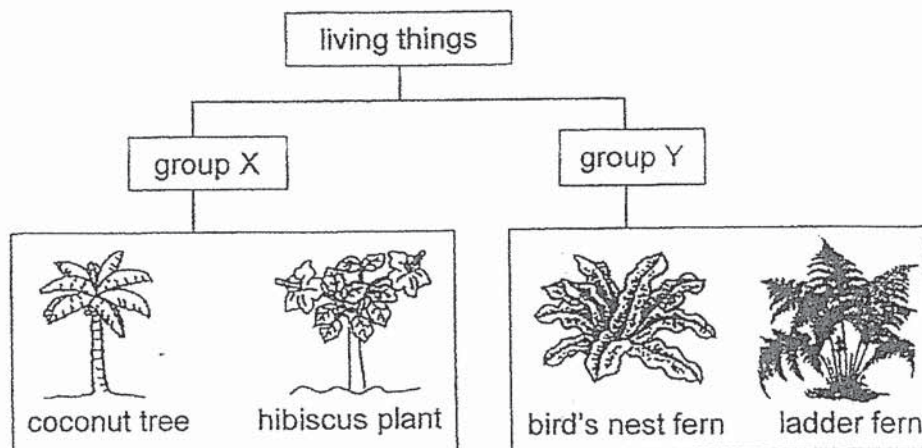 living things
group X
group Y
coconut tree
hibiscus plant
bird's nest fern
ladder fern